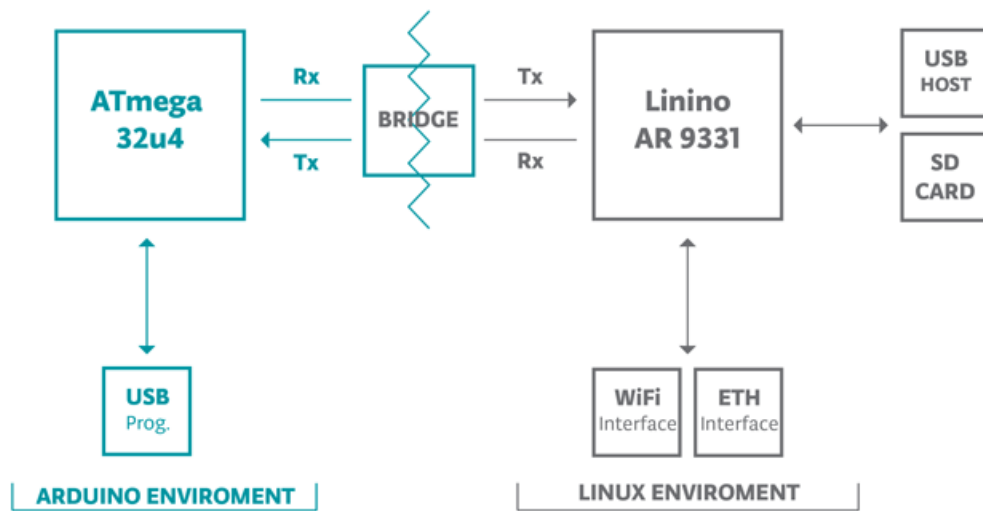 ATmega
32u4
Rx
Tx
BRIDGE
Tx
Rx
Linino
AR 9331
USB
HOST
SD
CARD
USB
Prog.
WiFi
Interface
ETH
Interface
ARDUINO ENVIROMENT
LINUX ENVIROMENT